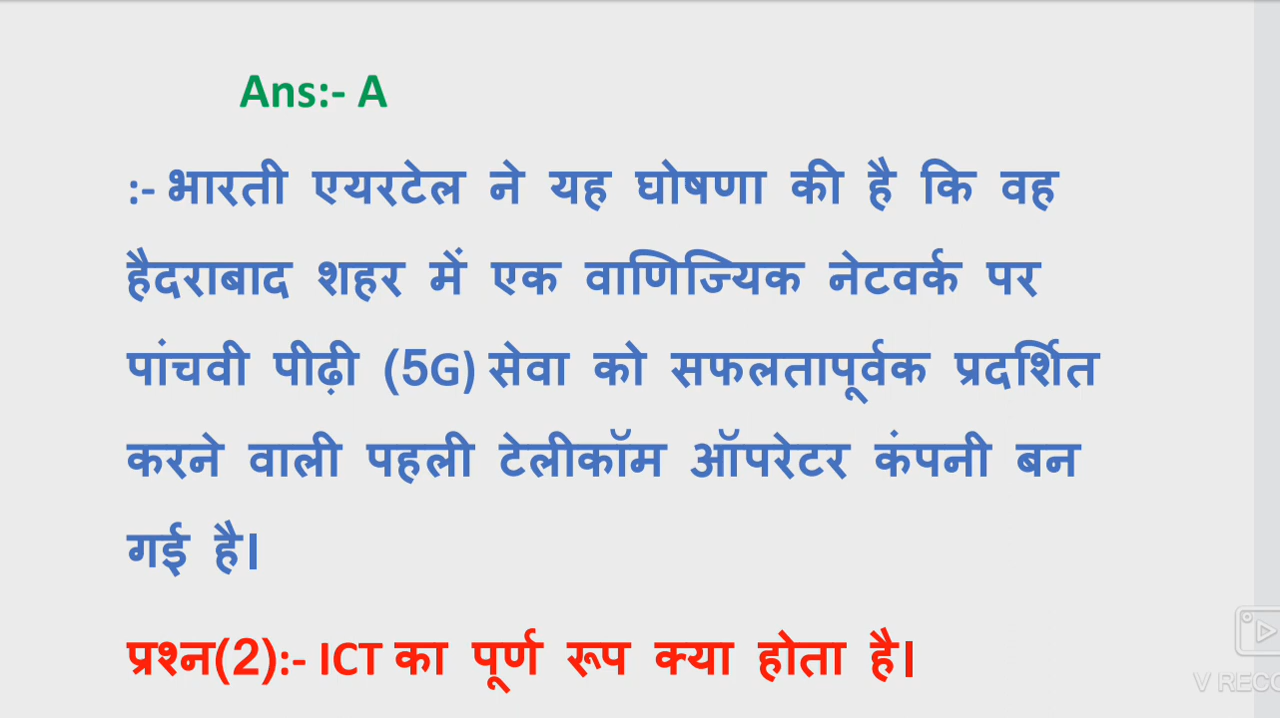 Ans:- A
:- भारती एयरटेल ने यह घोषणा की है कि वह
हैदराबाद शहर में एक वाणिज्यिक नेटवर्क पर
पांचवी पीढ़ी (5G) सेवा को सफलतापूर्वक प्रदर्शित
करने वाली पहली टेलीकॉम ऑपरेटर कंपनी बन
गई है।
प्रश्न(2):- ICT का पूर्ण रूप क्या होता है।
V RECO